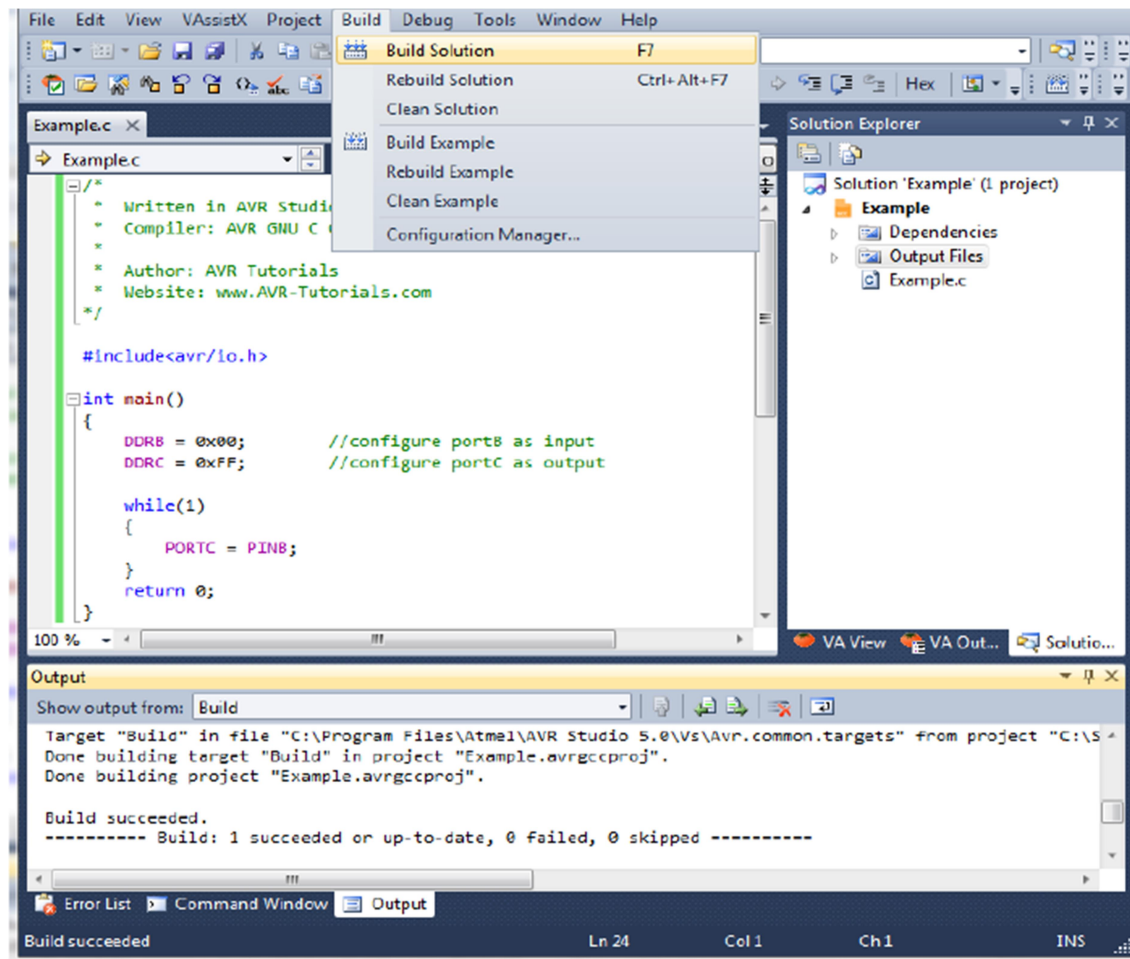 File Edit View VAssistX Project Build Debug Tools Window Help
Build Solution F7
Rebuild Solution Ctrl+Alt+F7
Clean Solution
Build Example
Rebuild Example
Clean Example
Configuration Manager...
Hex
Example.c
Example.c
/*
* Written in AVR Studio
* Compiler: AVR GNU C
*
* Author: AVR Tutorials
* Website: www.AVR-Tutorials.com
*/
#include<avr/io.h>
int main()
{
DDRB = 0x00; //configure portB as input
DDRC = 0xFF; //configure portC as output
while(1)
{
PORTC = PINB;
}
return 0;
}
100 %
Solution Explorer
Solution 'Example' (1 project)
Example
Dependencies
Output Files
Example.c
VA View VA Out... Solutio...
Output
Show output from: Build
Target "Build" in file "C:\Program Files\Atmel\AVR Studio 5.0\Vs\Avr.common.targets" from project "C:\S
Done building target "Build" in project "Example.avrgccproj".
Done building project "Example.avrgccproj".
Build succeeded.
---------- Build: 1 succeeded or up-to-date, 0 failed, 0 skipped ----------
Error List Command Window Output
Build succeeded Ln 24 Col 1 Ch 1 INS